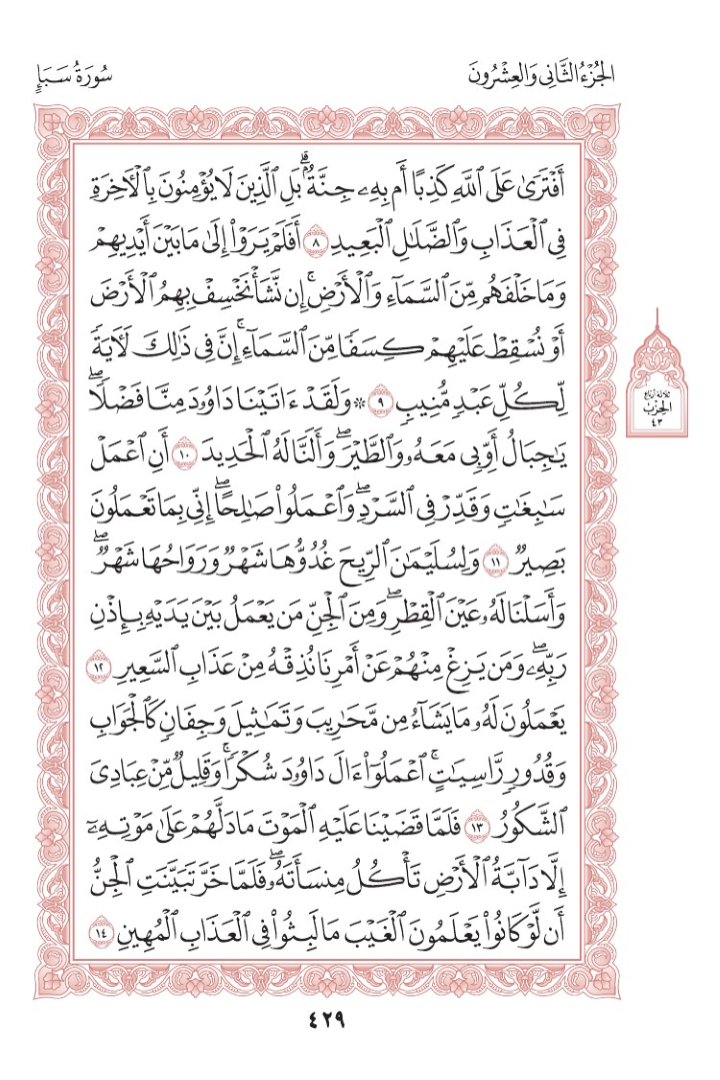 الجُزْءُ الثَّانِي وَالعِشْرُونَ
سُورَةُ سَبَإٍ
أَفْتَرَىٰ عَلَى ٱللَّهِ كَذِبًا أَم بِهِۦ جِنَّةُۢۗ بَلِ ٱلَّذِينَ لَا يُؤْمِنُونَ بِٱلْأٓخِرَةِ
فِى ٱلْعَذَابِ وَٱلضَّلَٰلِ ٱلْبَعِيدِ ٨ أَفَلَمْ يَرَوْا۟ إِلَىٰ مَا بَيْنَ أَيْدِيهِمْ
وَمَا خَلْفَهُم مِّنَ ٱلسَّمَآءِ وَٱلْأَرْضِۚ إِن نَّشَأْ نَخْسِفْ بِهِمُ ٱلْأَرْضَ
أَوْ نُسْقِطْ عَلَيْهِمْ كِسَفًا مِّنَ ٱلسَّمَآءِۚ إِنَّ فِى ذَٰلِكَ لَأٓيَةً
لِّكُلِّ عَبْدٍ مُّنِيبٍ ٩ ۞ وَلَقَدْ ءَاتَيْنَا دَاوُۥدَ مِنَّا فَضْلًاۖ
يَٰجِبَالُ أَوِّبِى مَعَهُۥ وَٱلطَّيْرَۖ وَأَلَنَّا لَهُ ٱلْحَدِيدَ ١٠ أَنِ ٱعْمَلْ
سَٰبِغَٰتٍ وَقَدِّرْ فِى ٱلسَّرْدِۖ وَٱعْمَلُوا۟ صَٰلِحًاۖ إِنِّى بِمَا تَعْمَلُونَ
بَصِيرٌ ١١ وَلِسُلَيْمَٰنَ ٱلرِّيحَ غُدُوُّهَا شَهْرٌ وَرَوَاحُهَا شَهْرٌۖ
وَأَسَلْنَا لَهُۥ عَيْنَ ٱلْقِطْرِۖ وَمِنَ ٱلْجِنِّ مَن يَعْمَلُ بَيْنَ يَدَيْهِ بِإِذْنِ
رَبِّهِۦۖ وَمَن يَزِغْ مِنْهُمْ عَنْ أَمْرِنَا نُذِقْهُ مِنْ عَذَابِ ٱلسَّعِيرِ ١٢
يَعْمَلُونَ لَهُۥ مَا يَشَآءُ مِن مَّحَٰرِيبَ وَتَمَٰثِيلَ وَجِفَانٍ كَٱلْجَوَابِ
وَقُدُورٍ رَّاسِيَٰتٍۚ ٱعْمَلُوٓا۟ ءَالَ دَاوُۥدَ شُكْرًاۚ وَقَلِيلٌ مِّنْ عِبَادِىَ
ٱلشَّكُورُ ١٣ فَلَمَّا قَضَيْنَا عَلَيْهِ ٱلْمَوْتَ مَا دَلَّهُمْ عَلَىٰ مَوْتِهِۦٓ
إِلَّا دَآبَّةُ ٱلْأَرْضِ تَأْكُلُ مِنسَأَتَهُۥۖ فَلَمَّا خَرَّ تَبَيَّنَتِ ٱلْجِنُّ
أَن لَّوْ كَانُوا۟ يَعْلَمُونَ ٱلْغَيْبَ مَا لَبِثُوا۟ فِى ٱلْعَذَابِ ٱلْمُهِينِ ١٤
ثلاثة أرباع
الحِزْب
٤٣
٤٢٩